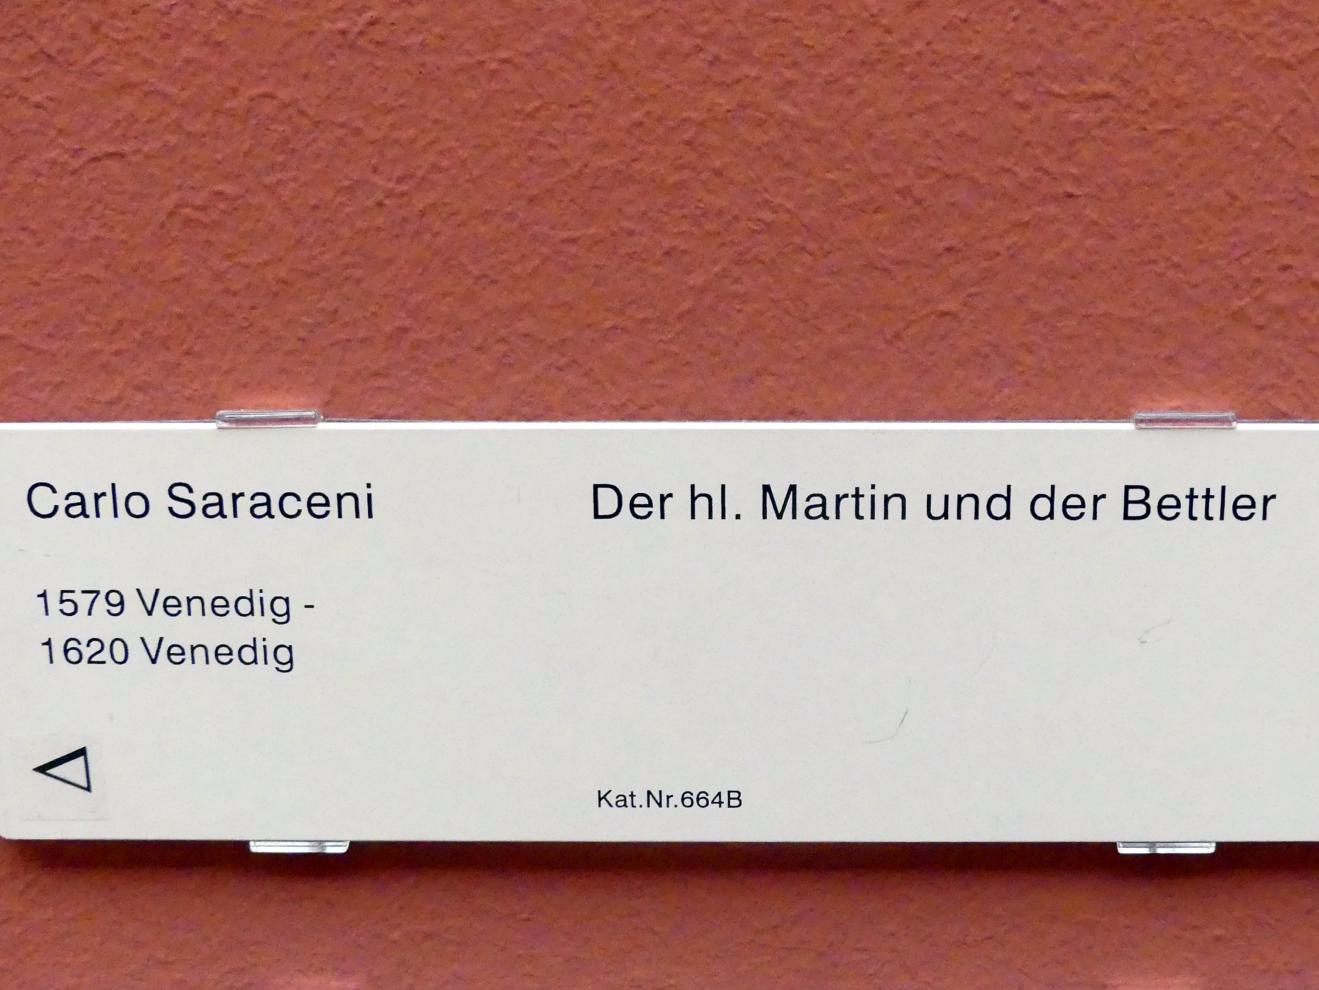 Carlo Saraceni
Der hl. Martin und der Bettler
1579 Venedig -
1620 Venedig
Kat.Nr.664B